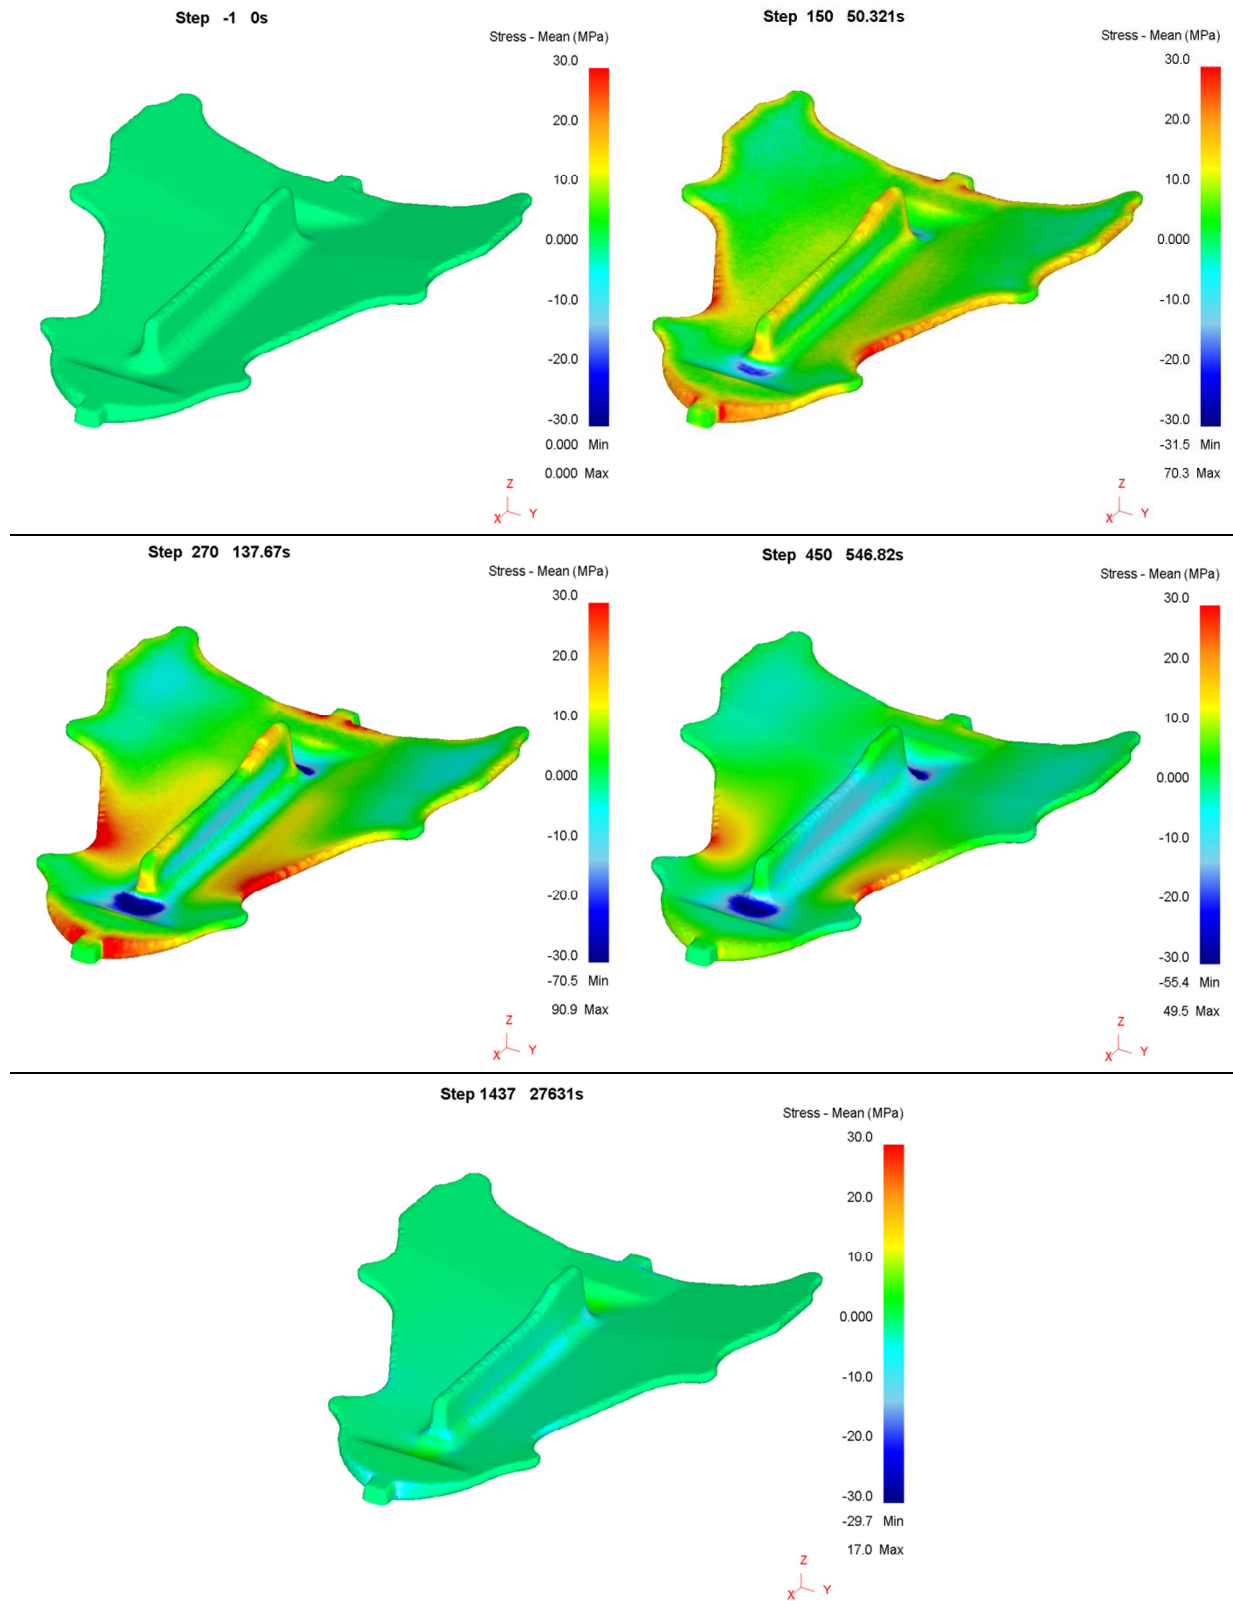 Step -1 0s
Stress - Mean (MPa)
30.0
20.0
10.0
0.000
-10.0
-20.0
-30.0
0.000 Min
0.000 Max
Z
X Y
Step 150 50.321s
Stress - Mean (MPa)
30.0
20.0
10.0
0.000
-10.0
-20.0
-30.0
-31.5 Min
70.3 Max
Z
X Y
Step 270 137.67s
Stress - Mean (MPa)
30.0
20.0
10.0
0.000
-10.0
-20.0
-30.0
-70.5 Min
90.9 Max
Z
X Y
Step 450 546.82s
Stress - Mean (MPa)
30.0
20.0
10.0
0.000
-10.0
-20.0
-30.0
-55.4 Min
49.5 Max
Z
X Y
Step 1437 27631s
Stress - Mean (MPa)
30.0
20.0
10.0
0.000
-10.0
-20.0
-30.0
-29.7 Min
17.0 Max
Z
X Y